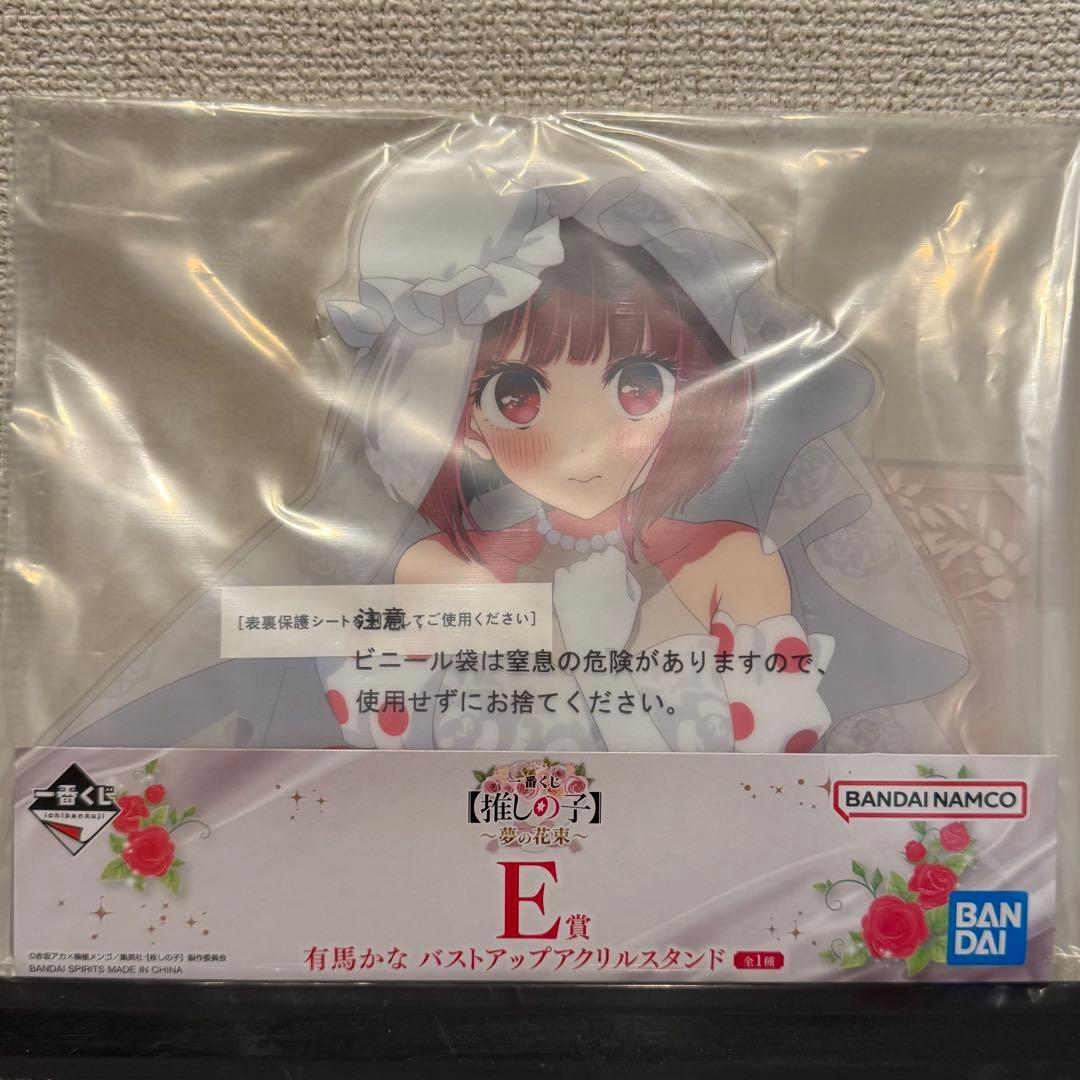 [表裏保護シートを してご使用ください]
注意：
ビニール袋は窒息の危険がありますので、
使用せずにお捨てください。
一番くじ
ichibankuji
一番くじ
【推しの子】
～夢の花束～
BANDAI NAMCO
E賞
BAN
DAI
有馬かな バストアップアクリルスタンド 全1種
©赤坂アカ×横槍メンゴ／集英社・【推しの子】製作委員会
BANDAI SPIRITS MADE IN CHINA